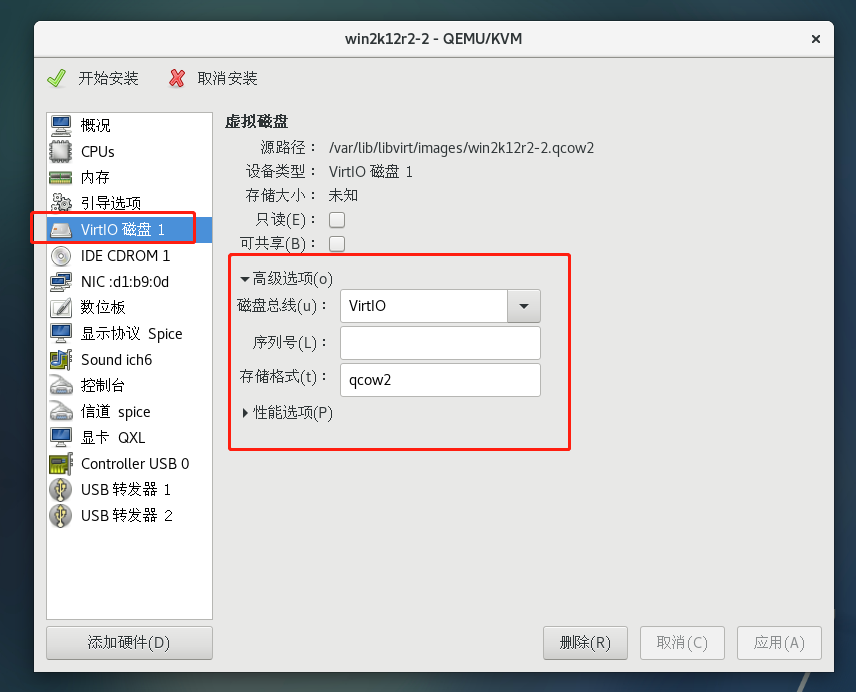 win2k12r2-2 - QEMU/KVM
开始安装 取消安装
概况
CPUs
内存
引导选项
VirtIO 磁盘 1
IDE CDROM 1
NIC :d1:b9:0d
数位板
显示协议 Spice
Sound ich6
控制台
信道 spice
显卡 QXL
Controller USB 0
USB 转发器 1
USB 转发器 2
添加硬件(D)
虚拟磁盘
源路径： /var/lib/libvirt/images/win2k12r2-2.qcow2
设备类型： VirtIO 磁盘 1
存储大小： 未知
只读(E)：
可共享(B)：
高级选项(o)
磁盘总线(u)： VirtIO
序列号(L)：
存储格式(t)： qcow2
性能选项(P)
删除(R) 取消(C) 应用(A)